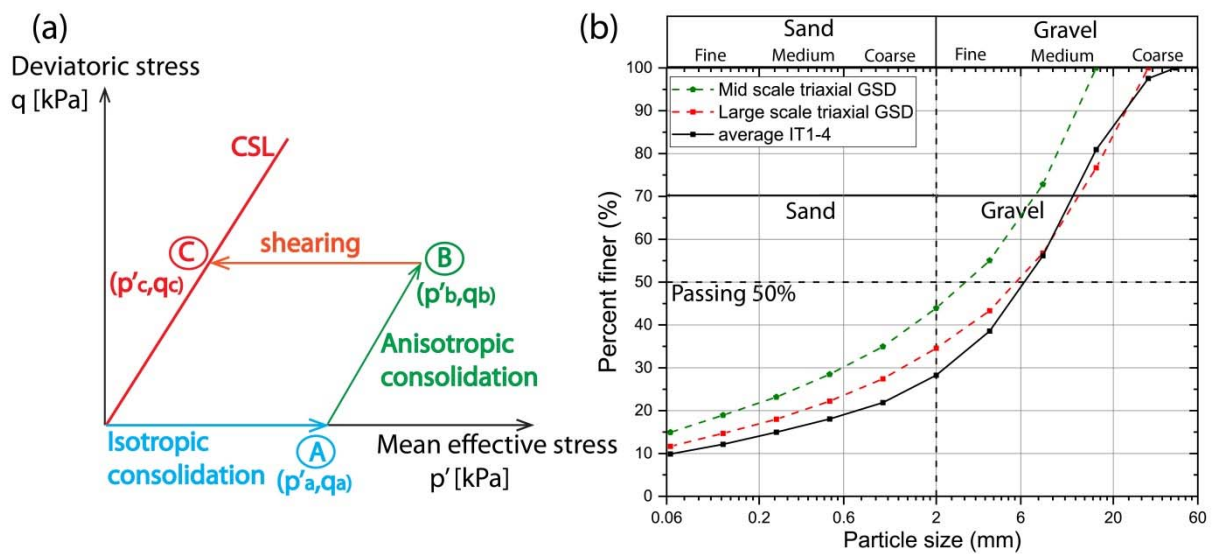 (a)
Deviatoric stress
q [kPa]
CSL
C
shearing
B
(p'c,qc)
(p'b,qb)
Anisotropic
consolidation
Isotropic
consolidation
A
(p'a,qa)
Mean effective stress
p' [kPa]
(b)
Sand
Gravel
Fine
Medium
Coarse
Fine
Medium
Coarse
Mid scale triaxial GSD
Large scale triaxial GSD
average IT1-4
Sand
Gravel
Passing 50%
Percent finer (%)
100
90
80
70
60
50
40
30
20
10
0
0.06
0.2
0.6
2
6
20
60
Particle size (mm)